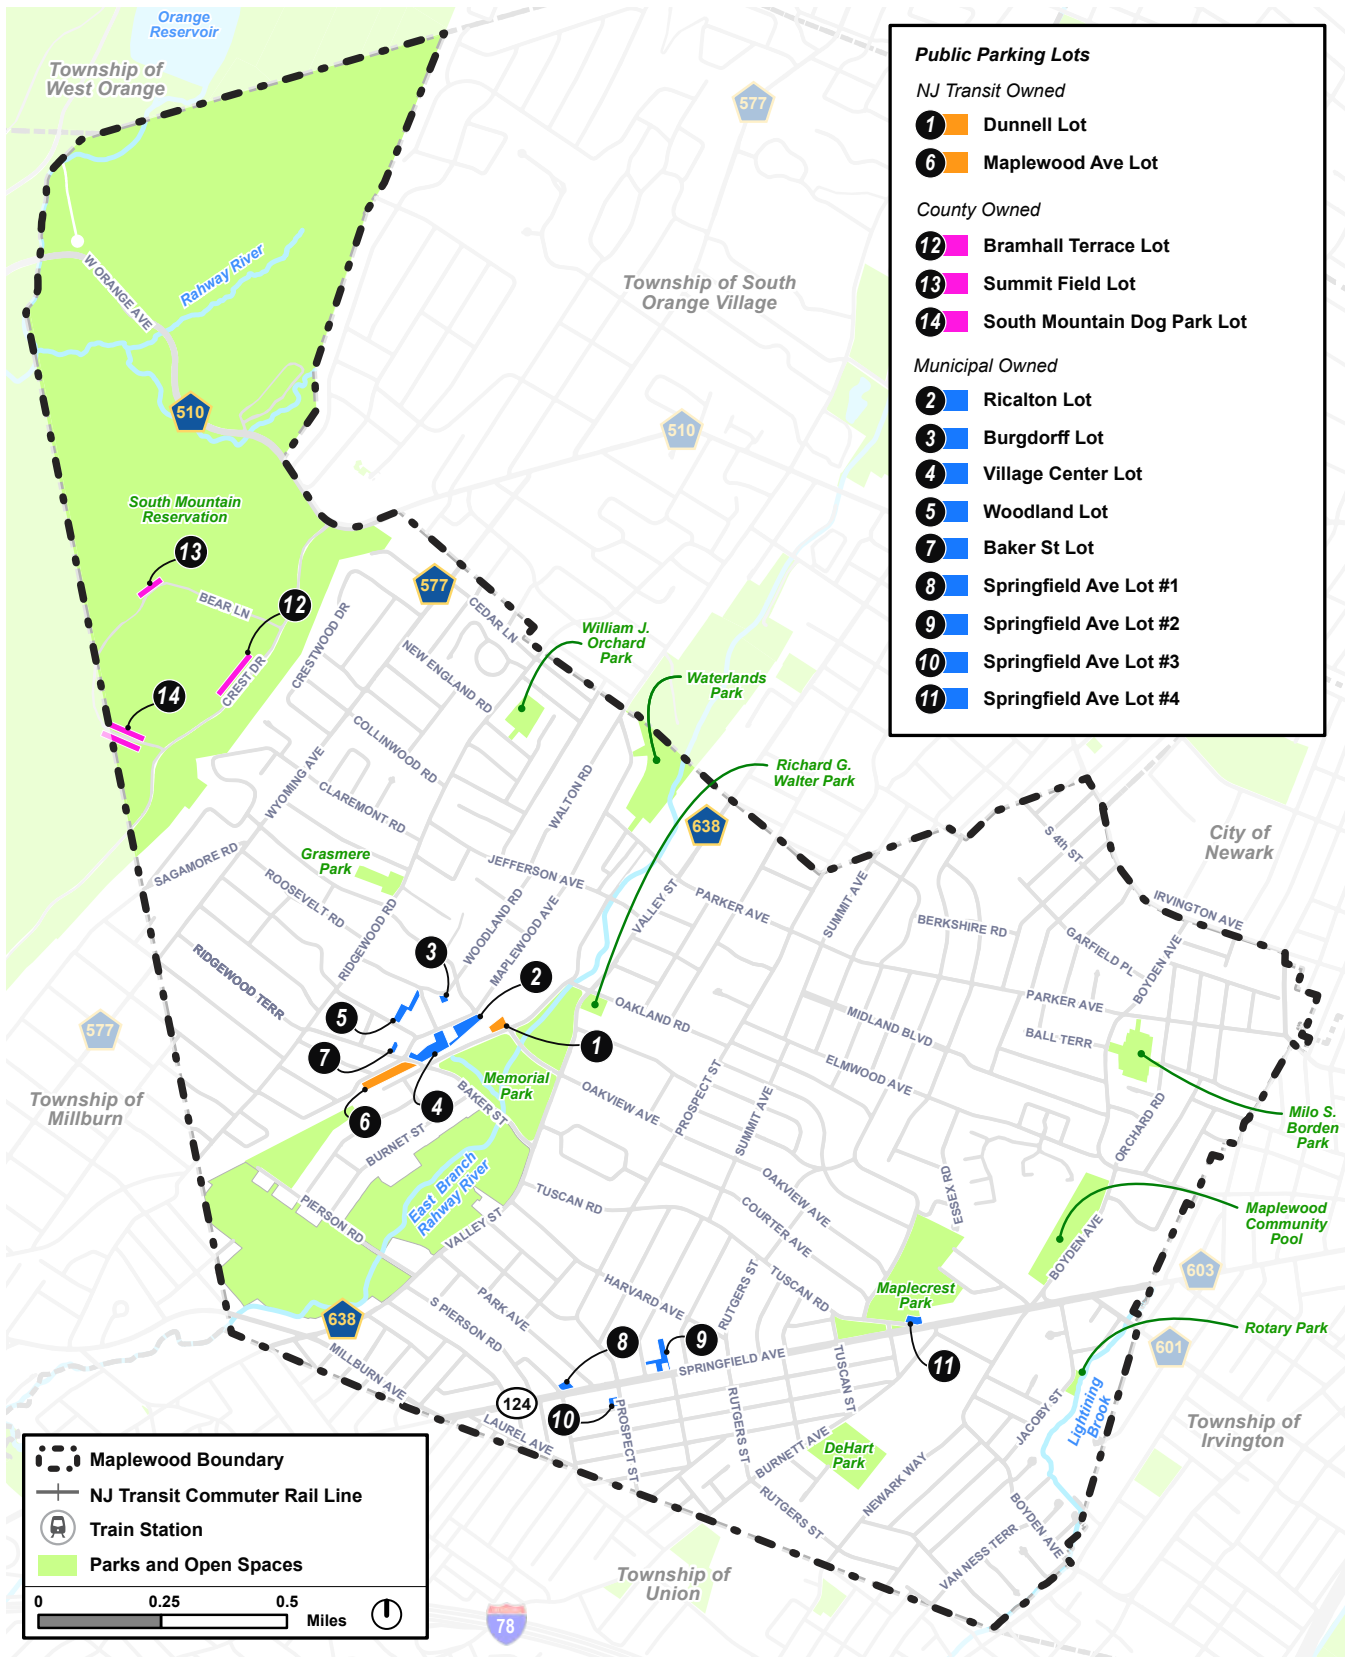 Orange
Reservoir
Township of
West Orange
577
Public Parking Lots
NJ Transit Owned
1 Dunnell Lot
6 Maplewood Ave Lot
County Owned
12 Bramhall Terrace Lot
13 Summit Field Lot
14 South Mountain Dog Park Lot
Municipal Owned
2 Ricalton Lot
3 Burgdorff Lot
4 Village Center Lot
5 Woodland Lot
7 Baker St Lot
8 Springfield Ave Lot #1
9 Springfield Ave Lot #2
10 Springfield Ave Lot #3
11 Springfield Ave Lot #4
W ORANGE AVE
Rahway River
Township of South
Orange Village
510
510
South Mountain
Reservation
13
BEAR LN
12
CREST DR
14
577
CEDAR LN
CRESTWOOD DR
NEW ENGLAND RD
William J.
Orchard
Park
Waterlands
Park
COLLINWOOD RD
WYOMING AVE
CLAREMONT RD
WALTON RD
Richard G.
Walter Park
638
City of
Newark
S 4th ST
SAGAMORE RD
Grasmere
Park
ROOSEVELT RD
JEFFERSON AVE
WOODLAND RD
MAPLEWOOD AVE
VALLEY ST
PARKER AVE
SUMMIT AVE
BERKSHIRE RD
IRVINGTON AVE
GARFIELD PL
BOYDEN AVE
RIDGEWOOD RD
RIDGEWOOD TERR
3
2
5
7
1
6
4
OAKLAND RD
MIDLAND BLVD
PARKER AVE
BALL TERR
ELMWOOD AVE
577
Township of
Millburn
Memorial
Park
BAKER ST
BURNET ST
OAKVIEW AVE
PROSPECT ST
SUMMIT AVE
ORCHARD RD
Milo S.
Borden
Park
East Branch
Rahway River
PIERSON RD
VALLEY ST
TUSCAN RD
OAKVIEW AVE
COURTER AVE
ESSEX RD
Maplewood
Community
Pool
BOYDEN AVE
603
638
S PIERSON RD
PARK AVE
HARVARD AVE
RUTGERS ST
TUSCAN RD
Maplecrest
Park
Rotary Park
601
MILLBURN AVE
8
9
SPRINGFIELD AVE
11
TUSCAN ST
124
10
LAUREL AVE
PROSPECT ST
RUTGERS ST
BURNETT AVE
DeHart
Park
JACOBY ST
Lightining
Brook
Township of
Irvington
NEWARK WAY
RUTGERS ST
BOYDEN AVE
VAN NESS TERR
Township of
Union
78
Maplewood Boundary
NJ Transit Commuter Rail Line
Train Station
Parks and Open Spaces
0 0.25 0.5
Miles